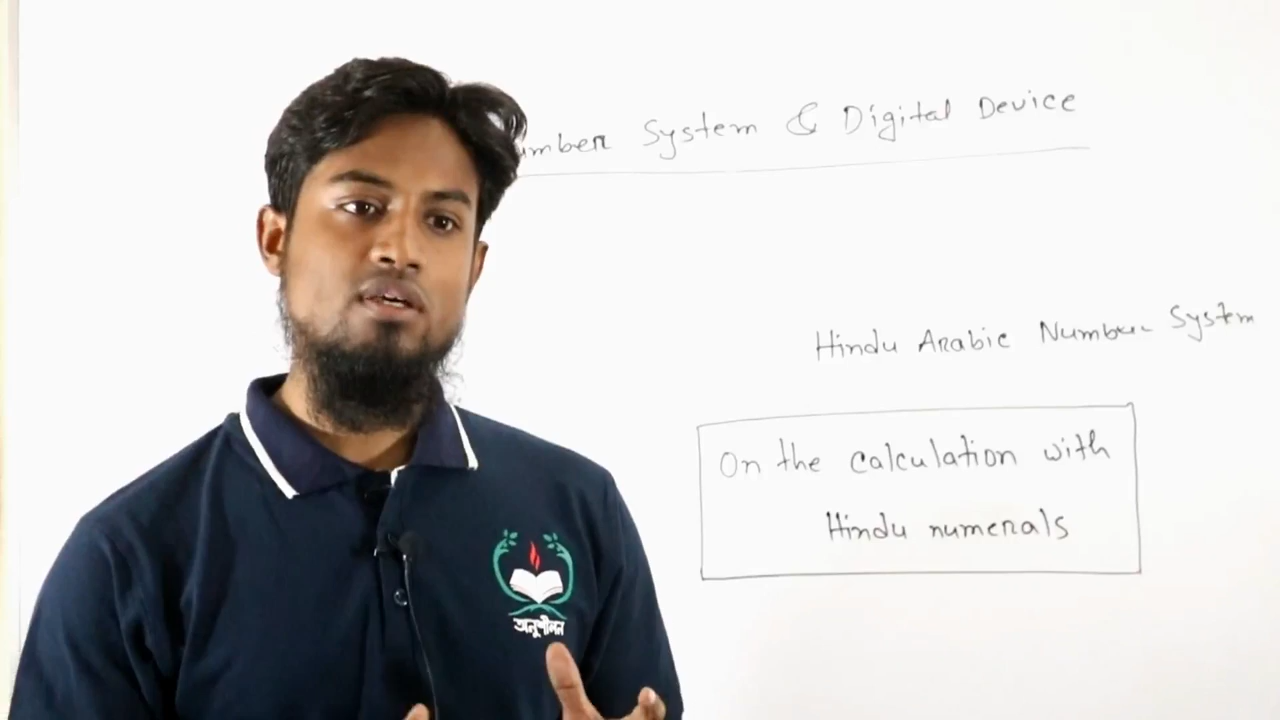 umber System & Digital Device
Hindu Arabic Number System
On the calculation with
Hindu numerals
অনুশীলন